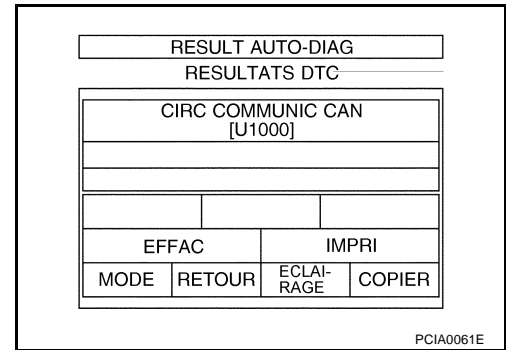 RESULT AUTO-DIAG
RESULTATS DTC
CIRC COMMUNIC CAN
[U1000]
EFFAC IMPRI
MODE RETOUR ECLAI-
RAGE COPIER
PCIA0061E